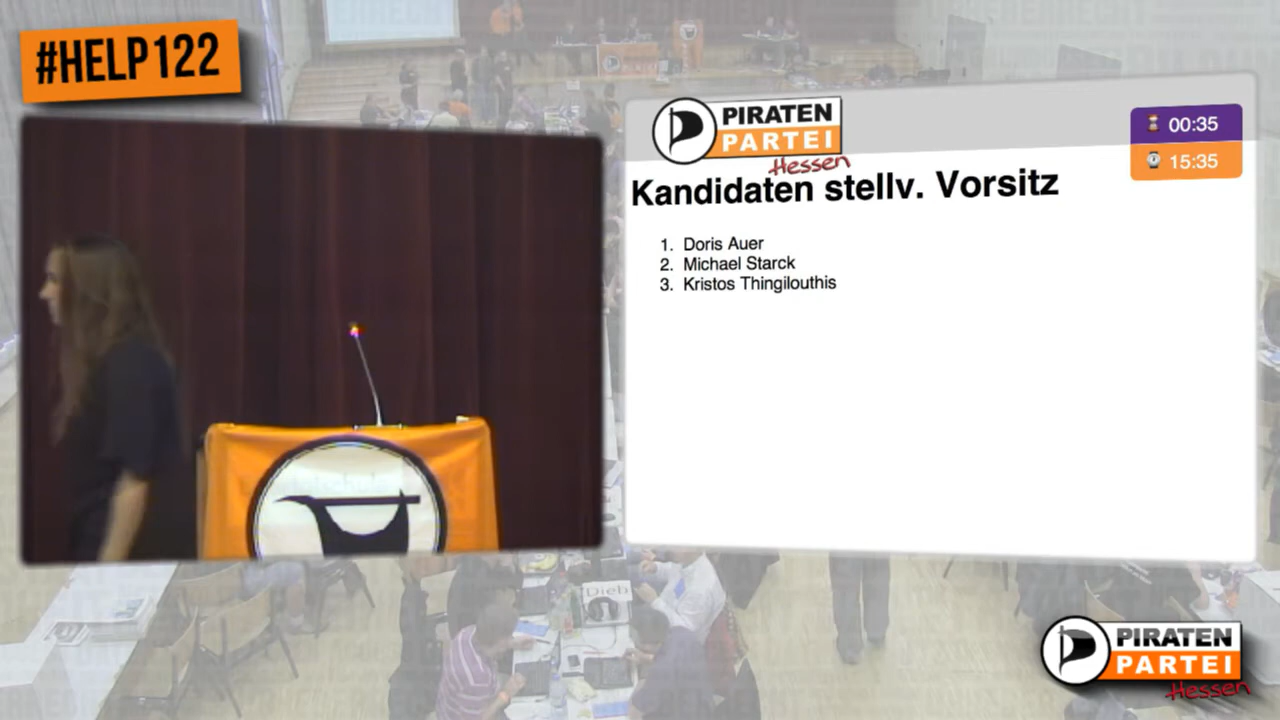 #HELP122
PIRATEN
PARTEI
Hessen
00:35
15:35
Kandidaten stellv. Vorsitz
1. Doris Auer
2. Michael Starck
3. Kristos Thingilouthis
Dieb
PIRATEN
PARTEI
Hessen